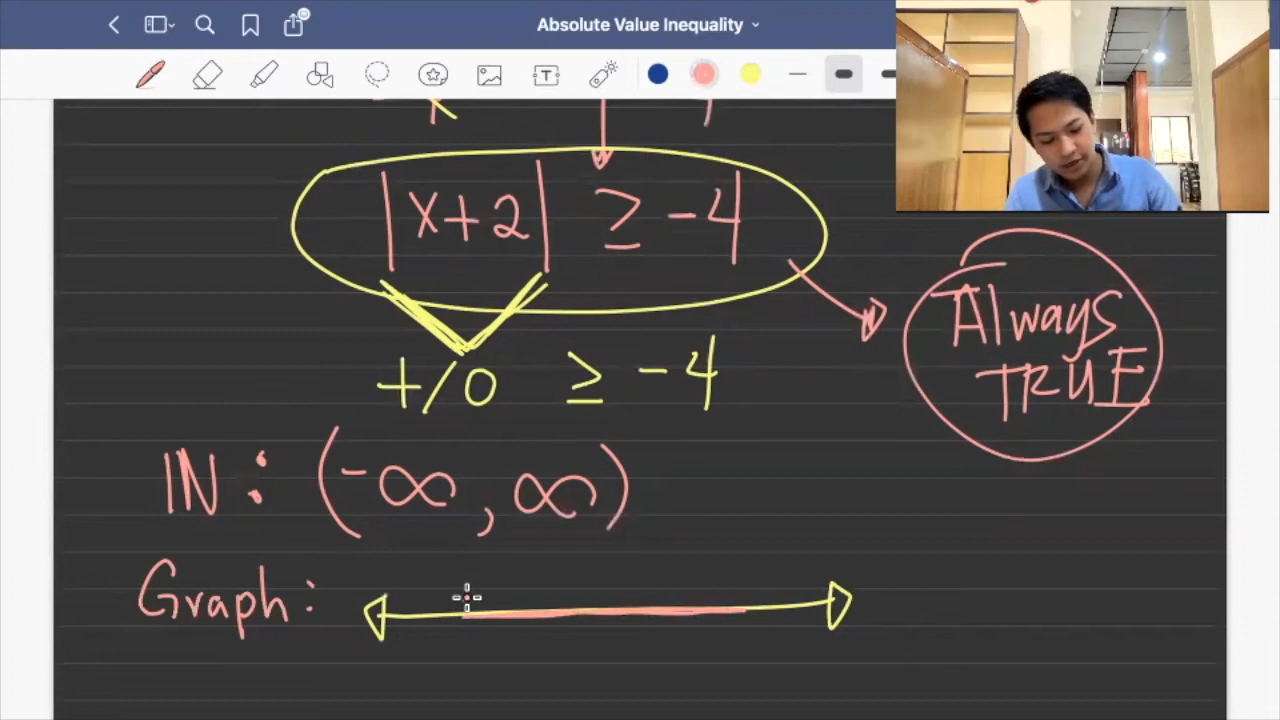 Absolute Value Inequality
|x+2| ≥ -4|
Always
TRUE
+/0 ≥ -4
IN: (-∞, ∞)
Graph: